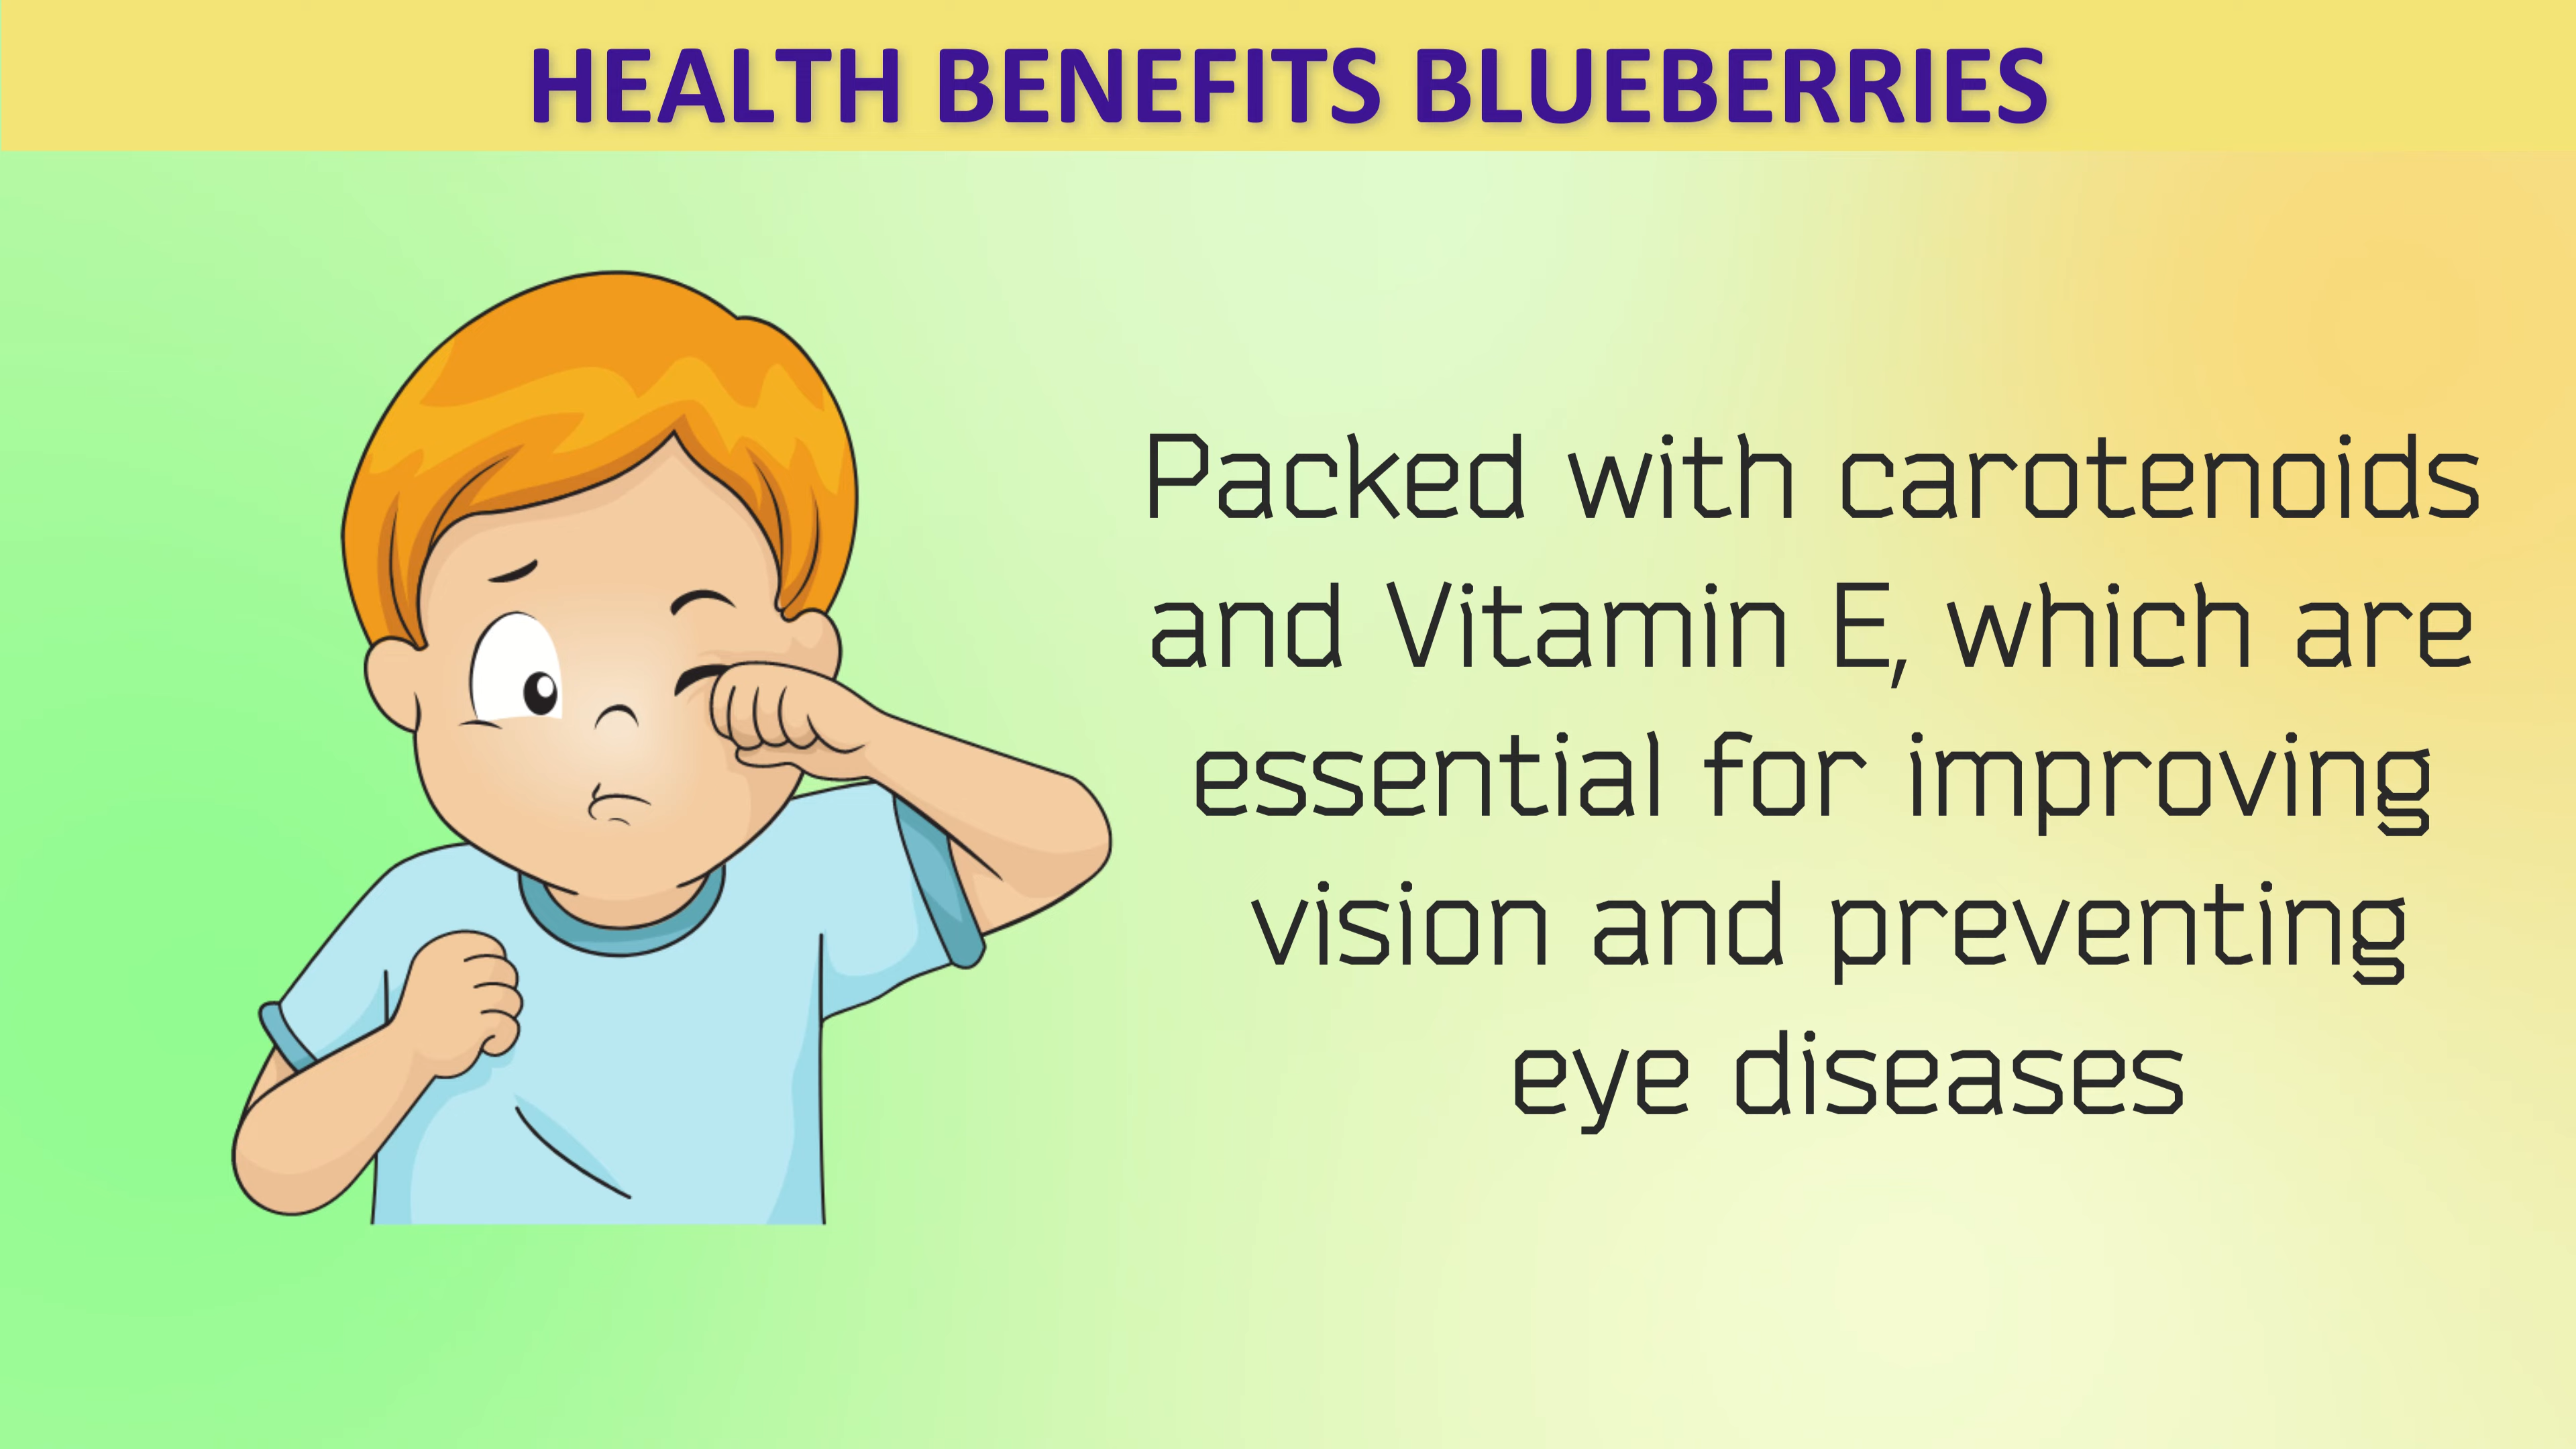 HEALTH BENEFITS BLUEBERRIES
Packed with carotenoids
and Vitamin E, which are
essential for improving
vision and preventing
eye diseases